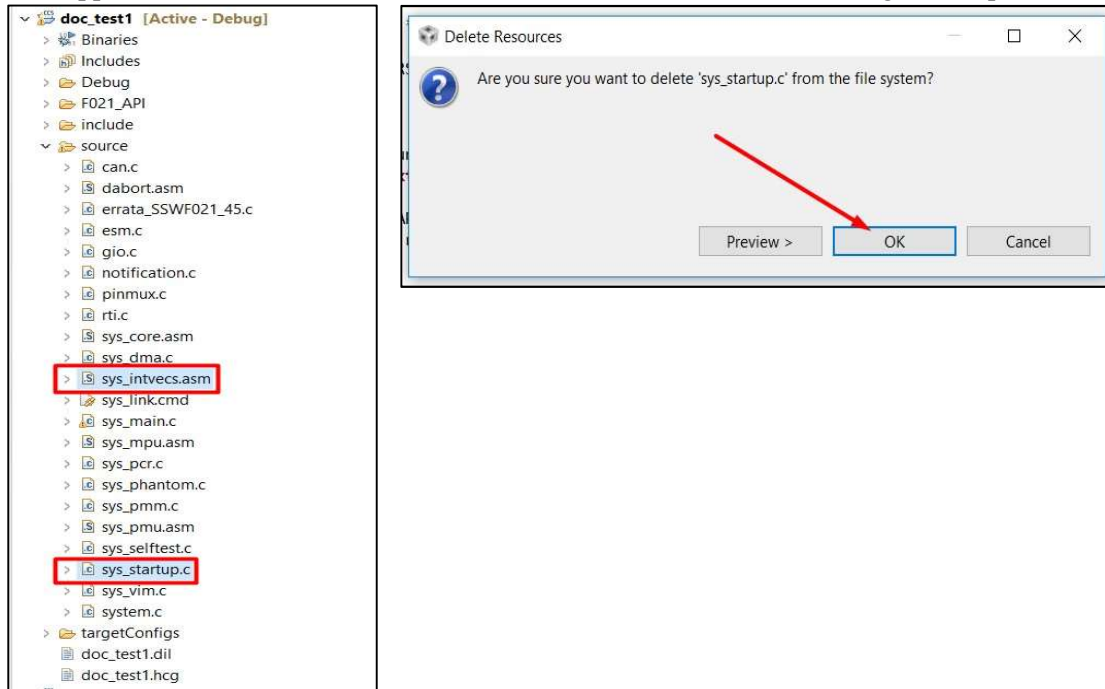 doc_test1 [Active - Debug]
Binaries
Includes
Debug
F021_API
include
source
can.c
dabort.asm
errata_SSWF021_45.c
esm.c
gio.c
notification.c
pinmux.c
rti.c
sys_core.asm
sys_dma.c
sys_intvecs.asm
sys_link.cmd
sys_main.c
sys_mpu.asm
sys_pcr.c
sys_phantom.c
sys_pmm.c
sys_pmu.asm
sys_selftest.c
sys_startup.c
sys_vim.c
system.c
targetConfigs
doc_test1.dil
doc_test1.hcg
Delete Resources
Are you sure you want to delete 'sys_startup.c' from the file system?
Preview > OK Cancel